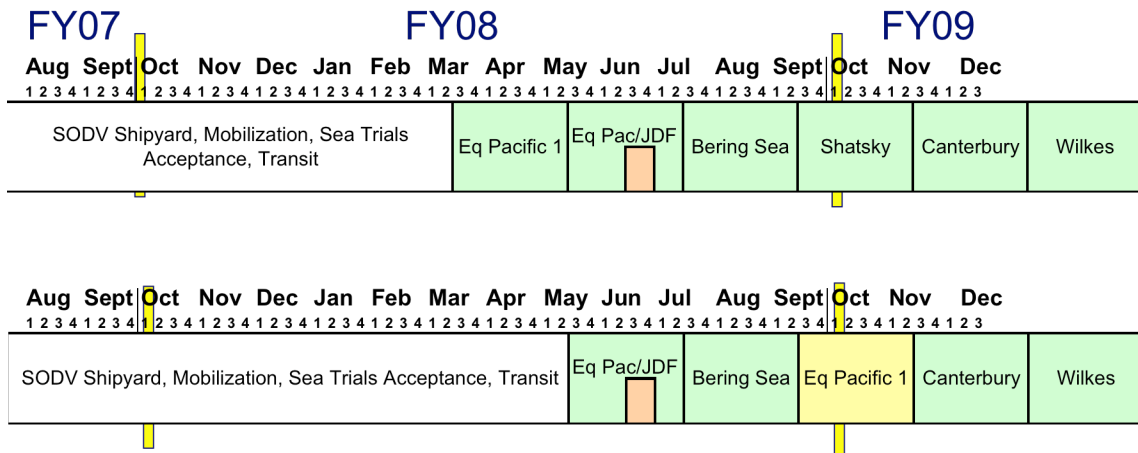 FY07 FY08 FY09
Aug Sept Oct Nov Dec Jan Feb Mar Apr May Jun Jul Aug Sept Oct Nov Dec
1 2 3 4 1 2 3 4 1 2 3 4 1 2 3 4 1 2 3 4 1 2 3 4 1 2 3 4 1 2 3 4 1 2 3 4 1 2 3 4 1 2 3 4 1 2 3 4 1 2 3 4 1 2 3 4 1 2 3 4 1 2 3 4 1 2 3
SODV Shipyard, Mobilization, Sea Trials
Acceptance, Transit
Eq Pacific 1
Eq Pac/JDF
Bering Sea
Shatsky
Canterbury
Wilkes
Aug Sept Oct Nov Dec Jan Feb Mar Apr May Jun Jul Aug Sept Oct Nov Dec
1 2 3 4 1 2 3 4 1 2 3 4 1 2 3 4 1 2 3 4 1 2 3 4 1 2 3 4 1 2 3 4 1 2 3 4 1 2 3 4 1 2 3 4 1 2 3 4 1 2 3 4 1 2 3 4 1 2 3 4 1 2 3 4 1 2 3
SODV Shipyard, Mobilization, Sea Trials Acceptance, Transit
Eq Pac/JDF
Bering Sea
Eq Pacific 1
Canterbury
Wilkes